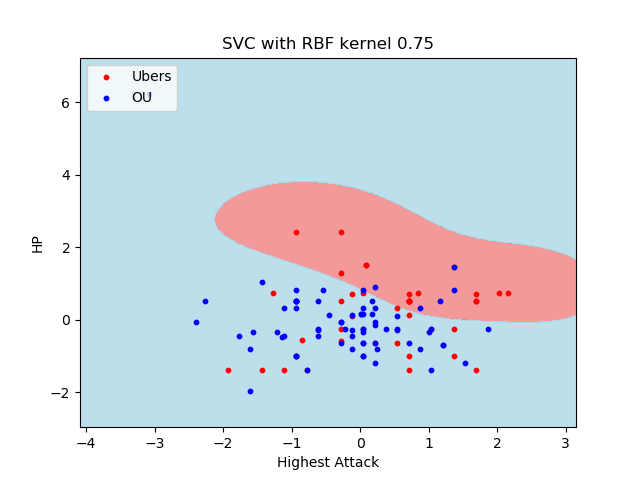 SVC with RBF kernel 0.75
Ubers
OU
HP
6
4
2
0
−2
−4
−3
−2
−1
0
1
2
3
Highest Attack